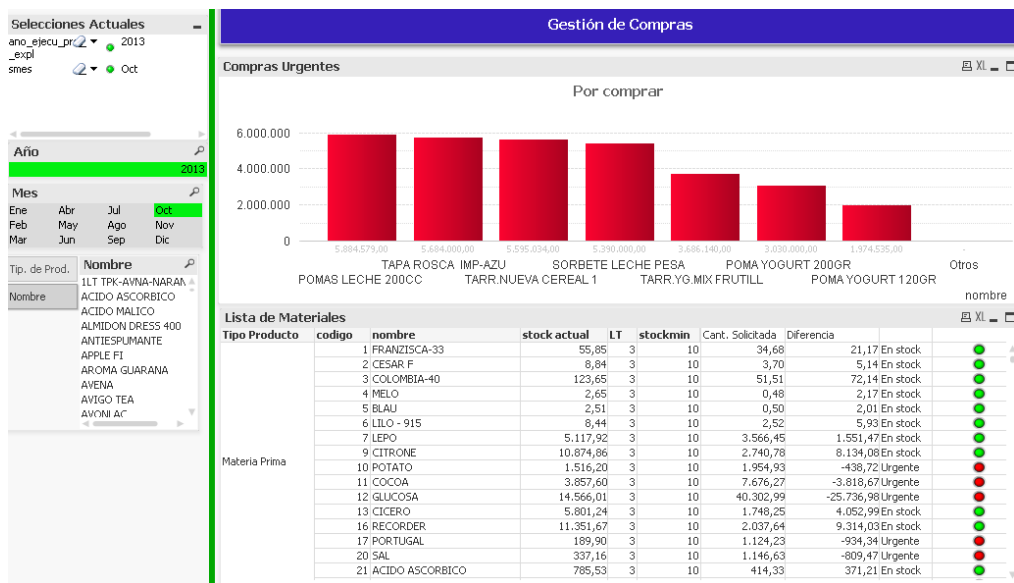 Selecciones Actuales
ano_ejecu_pro
_expl
2013
smes
Oct
Año
2013
Mes
Ene Abr Jul Oct
Feb May Ago Nov
Mar Jun Sep Dic
Tip. de Prod.
Nombre
Nombre
1LT TPK-AVNA-NARAN
ACIDO ASCORBICO
ACIDO MALICO
ALMIDON DRESS 400
ANTIESPUMANTE
APPLE FI
AROMA GUARANA
AVENA
AVIGO TEA
AVONLAC
Gestión de Compras
Compras Urgentes XL
Por comprar
6.000.000
4.000.000
2.000.000
0
5.884.579,00 5.684.000,00 5.595.034,00 5.390.000,00 3.686.140,00 3.030.000,00 1.974.535,00 -
TAPA ROSCA IMP-AZU SORBETE LECHE PESA POMA YOGURT 200GR Otros
POMAS LECHE 200CC TARR.NUEVA CEREAL 1 TARR.YG.MIX FRUTILL POMA YOGURT 120GR
nombre
Lista de Materiales XL
Tipo Producto codigo nombre stock actual LT stockmin Cant. Solicitada Diferencia
Materia Prima
1 FRANZISCA-33 55,85 3 10 34,68 21,17 En stock
2 CESAR F 8,84 3 10 3,70 5,14 En stock
3 COLOMBIA-40 123,65 3 10 51,51 72,14 En stock
4 MELO 2,65 3 10 0,48 2,17 En stock
5 BLAU 2,51 3 10 0,50 2,01 En stock
6 LILO - 915 8,44 3 10 2,52 5,93 En stock
7 LEPO 5.117,92 3 10 3.566,45 1.551,47 En stock
9 CITRONE 10.874,86 3 10 2.740,78 8.134,08 En stock
10 POTATO 1.516,20 3 10 1.954,93 -438,72 Urgente
11 COCOA 3.857,60 3 10 7.676,27 -3.818,67 Urgente
12 GLUCOSA 14.566,01 3 10 40.302,99 -25.736,98 Urgente
13 CICERO 5.801,24 3 10 1.748,25 4.052,99 En stock
16 RECORDER 11.351,67 3 10 2.037,64 9.314,03 En stock
17 PORTUGAL 189,90 3 10 1.124,23 -934,34 Urgente
20 SAL 337,16 3 10 1.146,63 -809,47 Urgente
21 ACIDO ASCORBICO 785,53 3 10 414,33 371,21 En stock